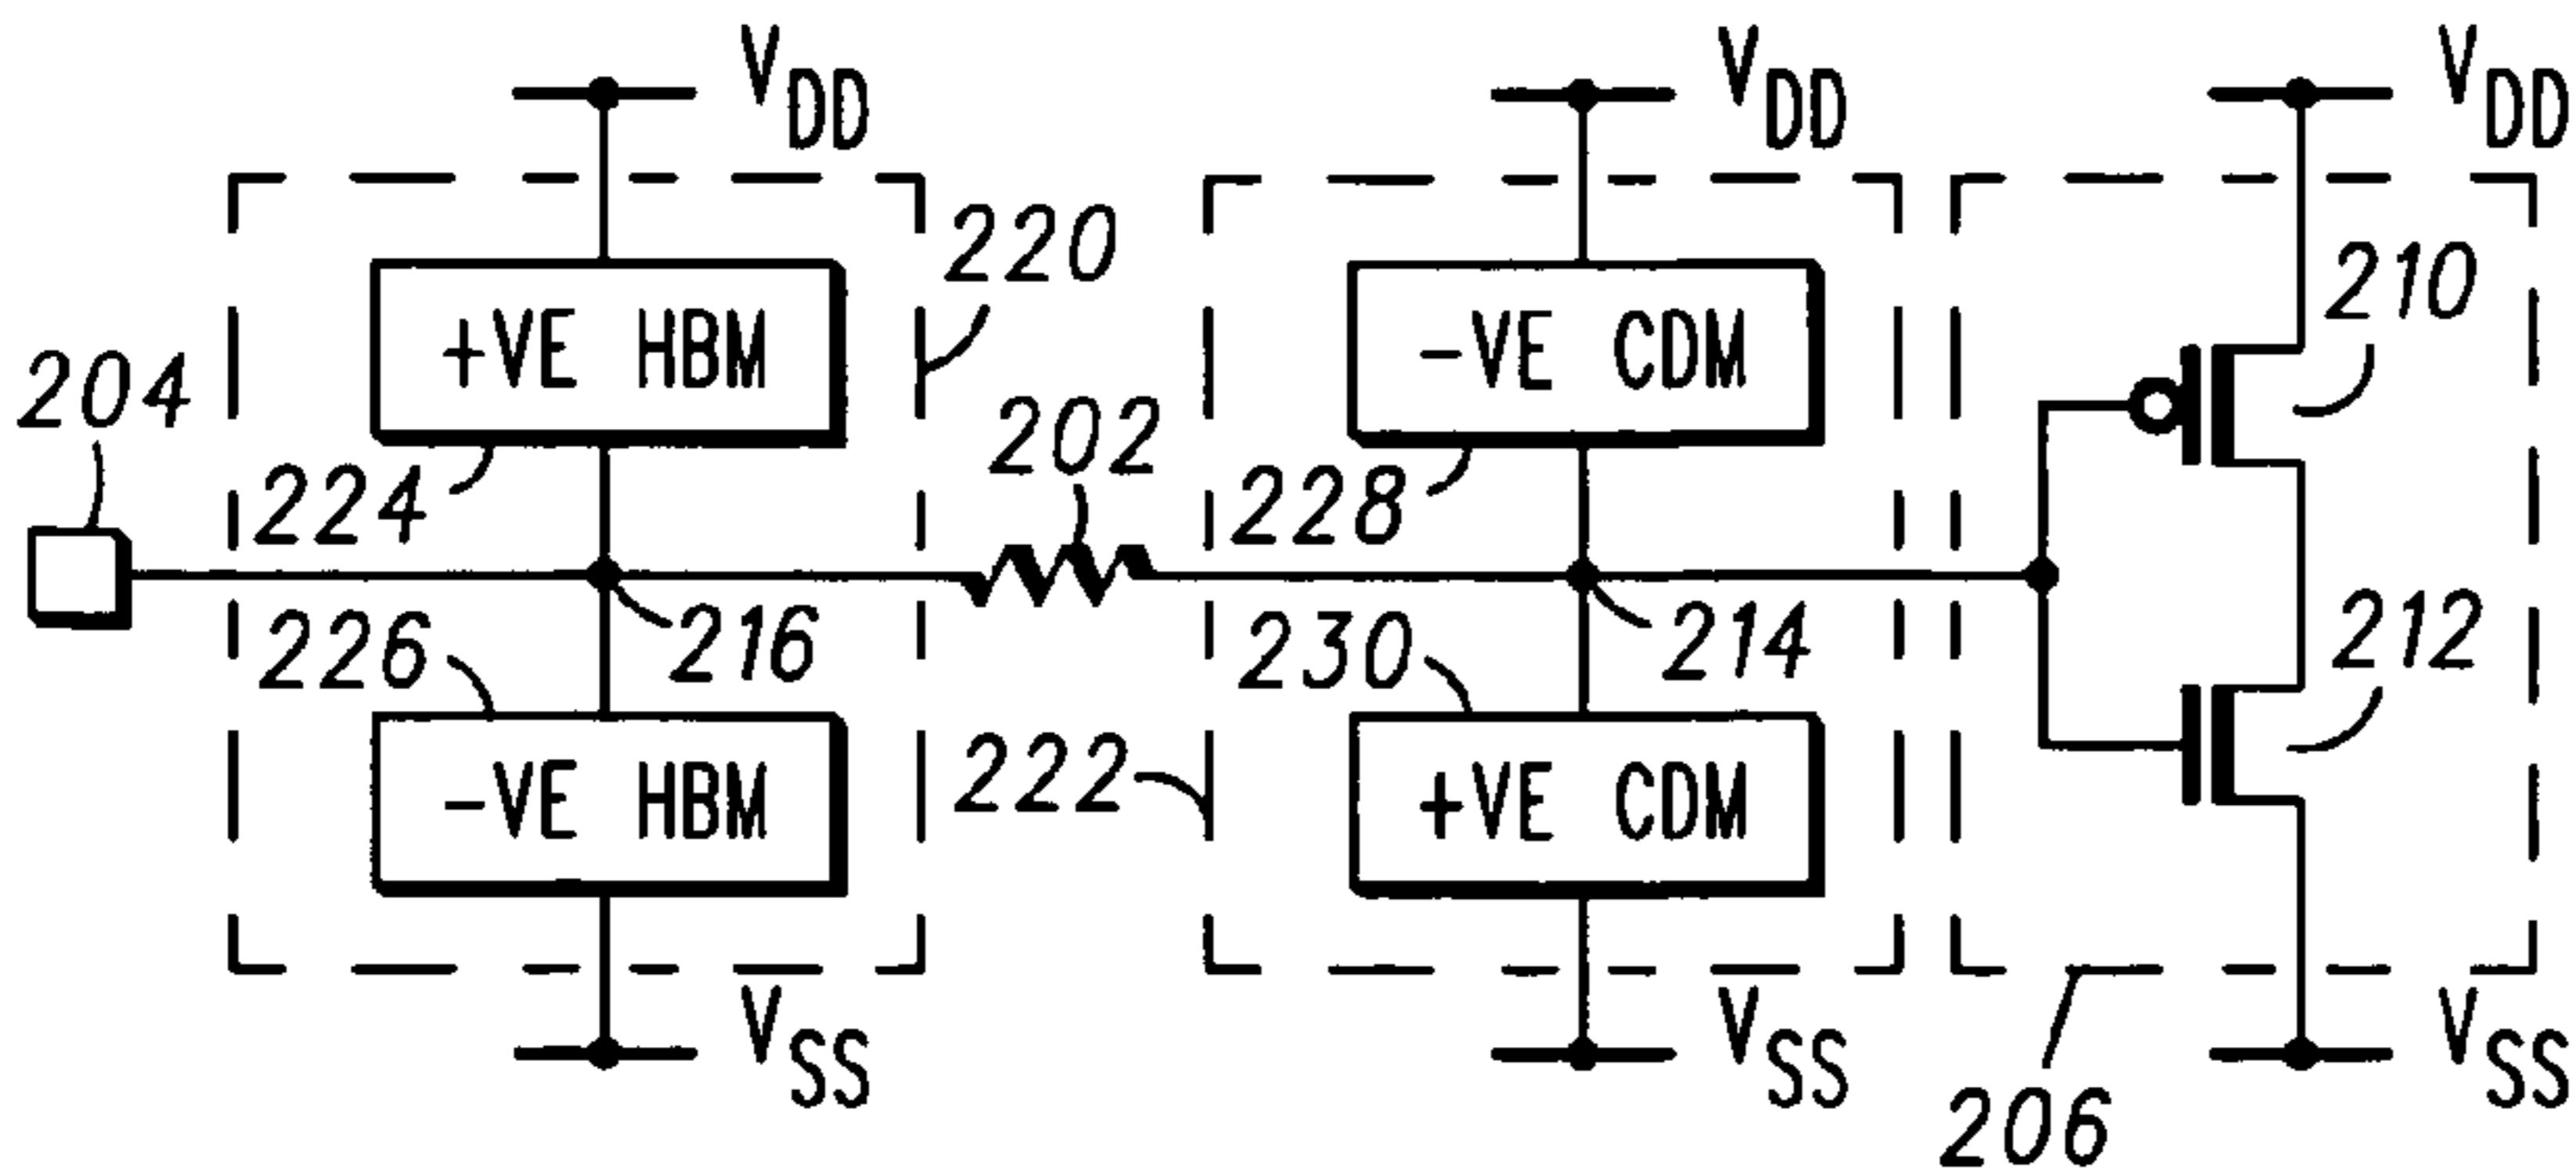 VDD VDD VDD
220
210
+VE HBM
-VE CDM
204
202
224
228
216
214
226
230
212
222
-VE HBM
+VE CDM
VSS VSS VSS
206